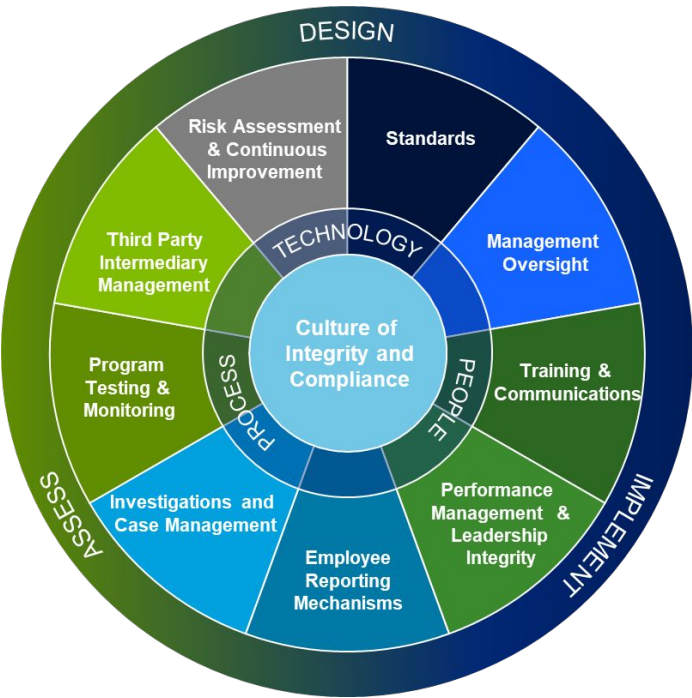 DESIGN
Risk Assessment
& Continuous
Improvement
Standards
Management
Oversight
Training &
Communications
Performance
Management &
Leadership
Integrity
Employee
Reporting
Mechanisms
Investigations and
Case Management
Program
Testing &
Monitoring
Third Party
Intermediary
Management
TECHNOLOGY
PEOPLE
PROCESS
Culture of
Integrity and
Compliance
IMPLEMENT
ASSESS